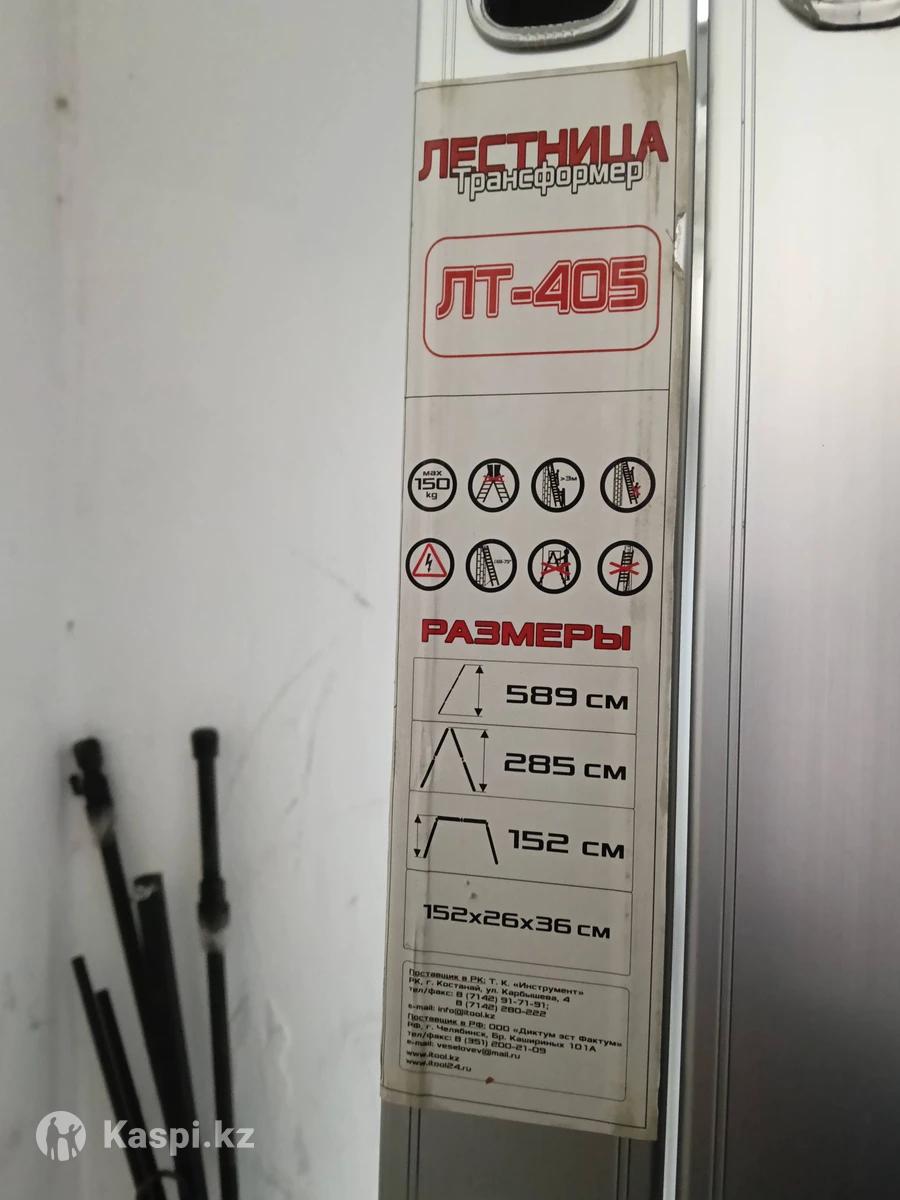 ЛЕСТНИЦА
Трансформер
ЛТ-405
max
150
kg
>3м
РАЗМЕРЫ
589 см
285 см
152 см
152x26x36 см
Поставщик в РК: Т. К. «Инструмент»
РК, г. Костанай, ул. Карбышева, 4
тел/факс: 8 (7142) 91-71-91;
8 (7142) 280-222
e-mail: info@itool.kz
Поставщик в РФ: ООО «Диктум эст Фактум»
РФ, г. Челябинск, Бр. Кашириных 101А
тел/факс: 8 (351) 200-21-09
e-mail: veselovev@mail.ru
www.itool.kz
www.itool24.ru
Kaspi.kz